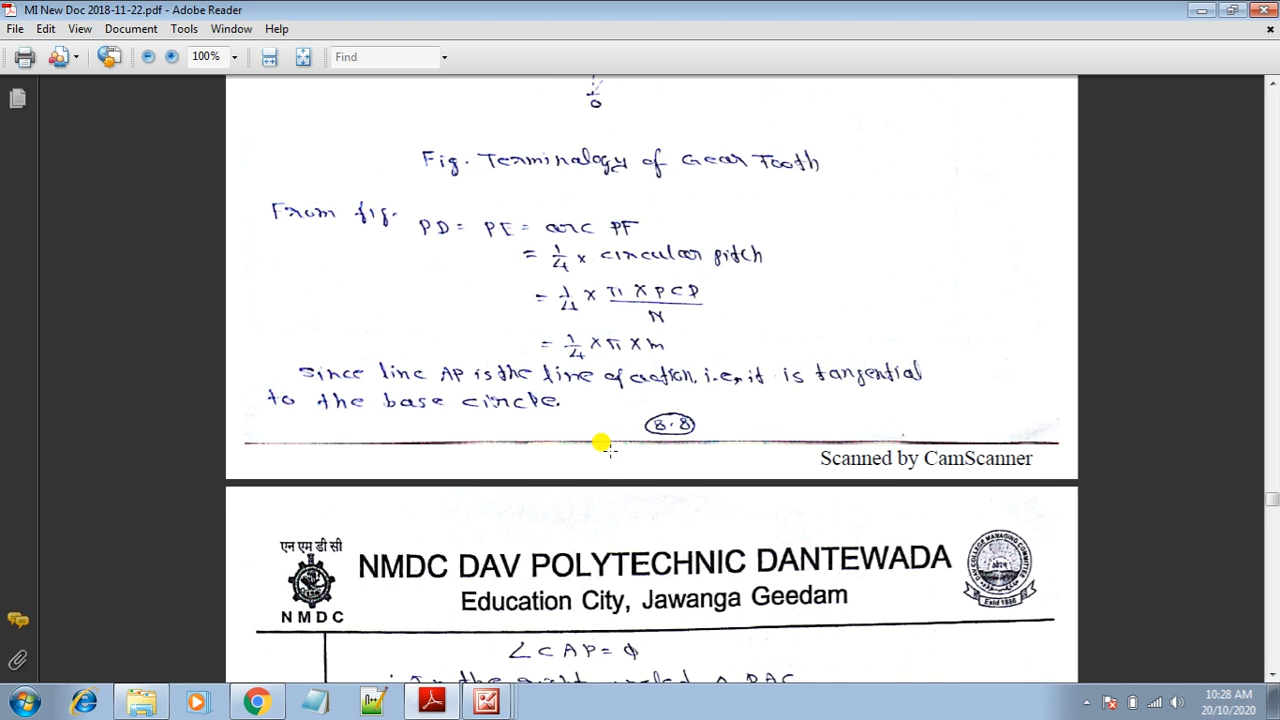 MI New Doc 2018-11-22.pdf - Adobe Reader
File Edit View Document Tools Window Help
100% Find
o
Fig. Terminalogy of Gear Tooth
From fig. PD = PE = arc PF
= 1/4 × circular pitch
= 1/4 × π × PCD / N
= 1/4 × π × m
Since line AP is the line of action, i.e, it is tangential
to the base circle.
8.8
Scanned by CamScanner
एन एम डी सी
NMDC
NMDC DAV POLYTECHNIC DANTEWADA
Education City, Jawanga Geedam
∠CAP = φ
10:28 AM
20/10/2020